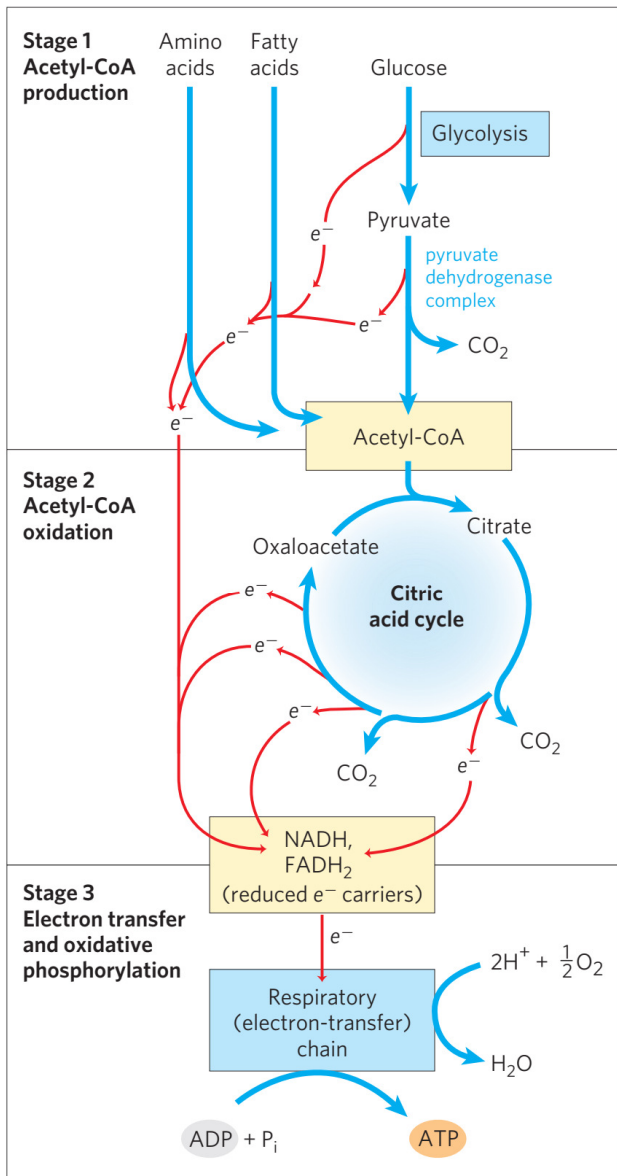 Stage 1
Acetyl-CoA
production
Amino
acids
Fatty
acids
Glucose
Glycolysis
Pyruvate
e⁻
pyruvate
dehydrogenase
complex
e⁻
e⁻
CO₂
e⁻
Acetyl-CoA
Stage 2
Acetyl-CoA
oxidation
Citrate
Oxaloacetate
e⁻
Citric
acid cycle
e⁻
e⁻
CO₂
e⁻
CO₂
NADH,
FADH₂
(reduced e⁻ carriers)
Stage 3
Electron transfer
and oxidative
phosphorylation
e⁻
2H⁺ + ½O₂
Respiratory
(electron-transfer)
chain
H₂O
ADP + Pᵢ
ATP